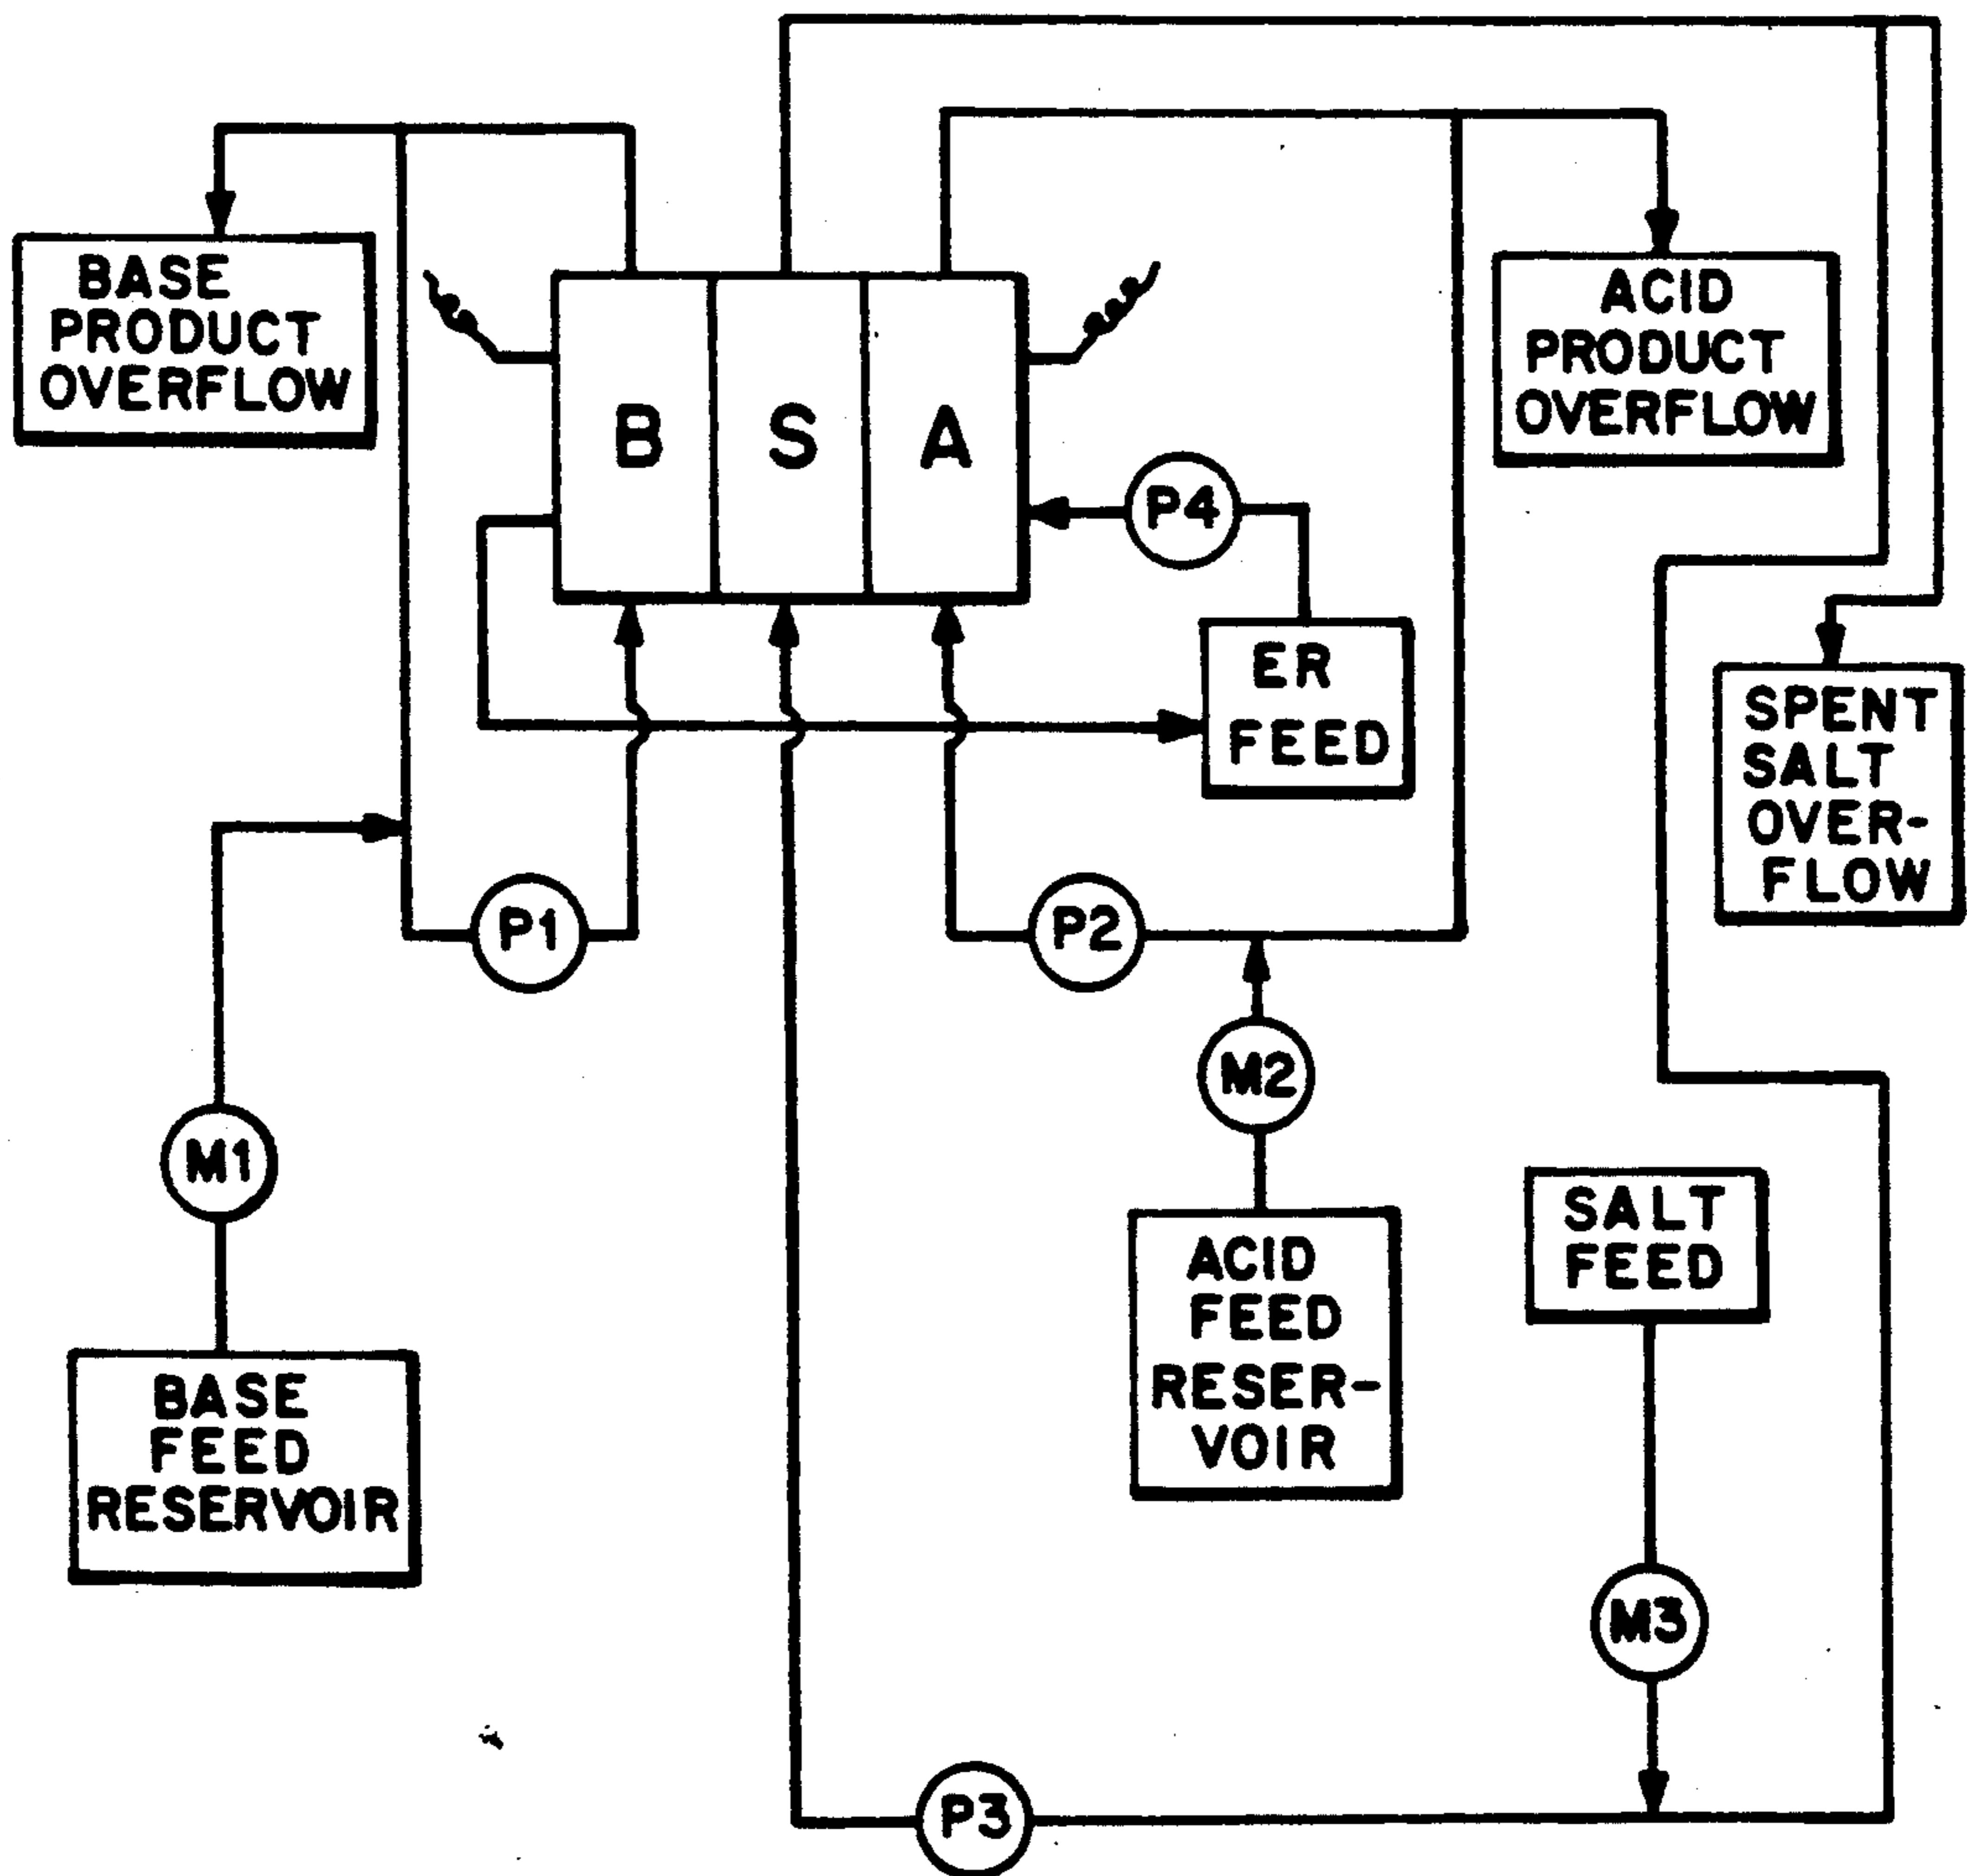 BASE
PRODUCT
OVERFLOW
B
S
A
ACID
PRODUCT
OVERFLOW
P4
ER
FEED
SPENT
SALT
OVER-
FLOW
P1
P2
M1
M2
BASE
FEED
RESERVOIR
ACID
FEED
RESER-
VOIR
SALT
FEED
M3
P3